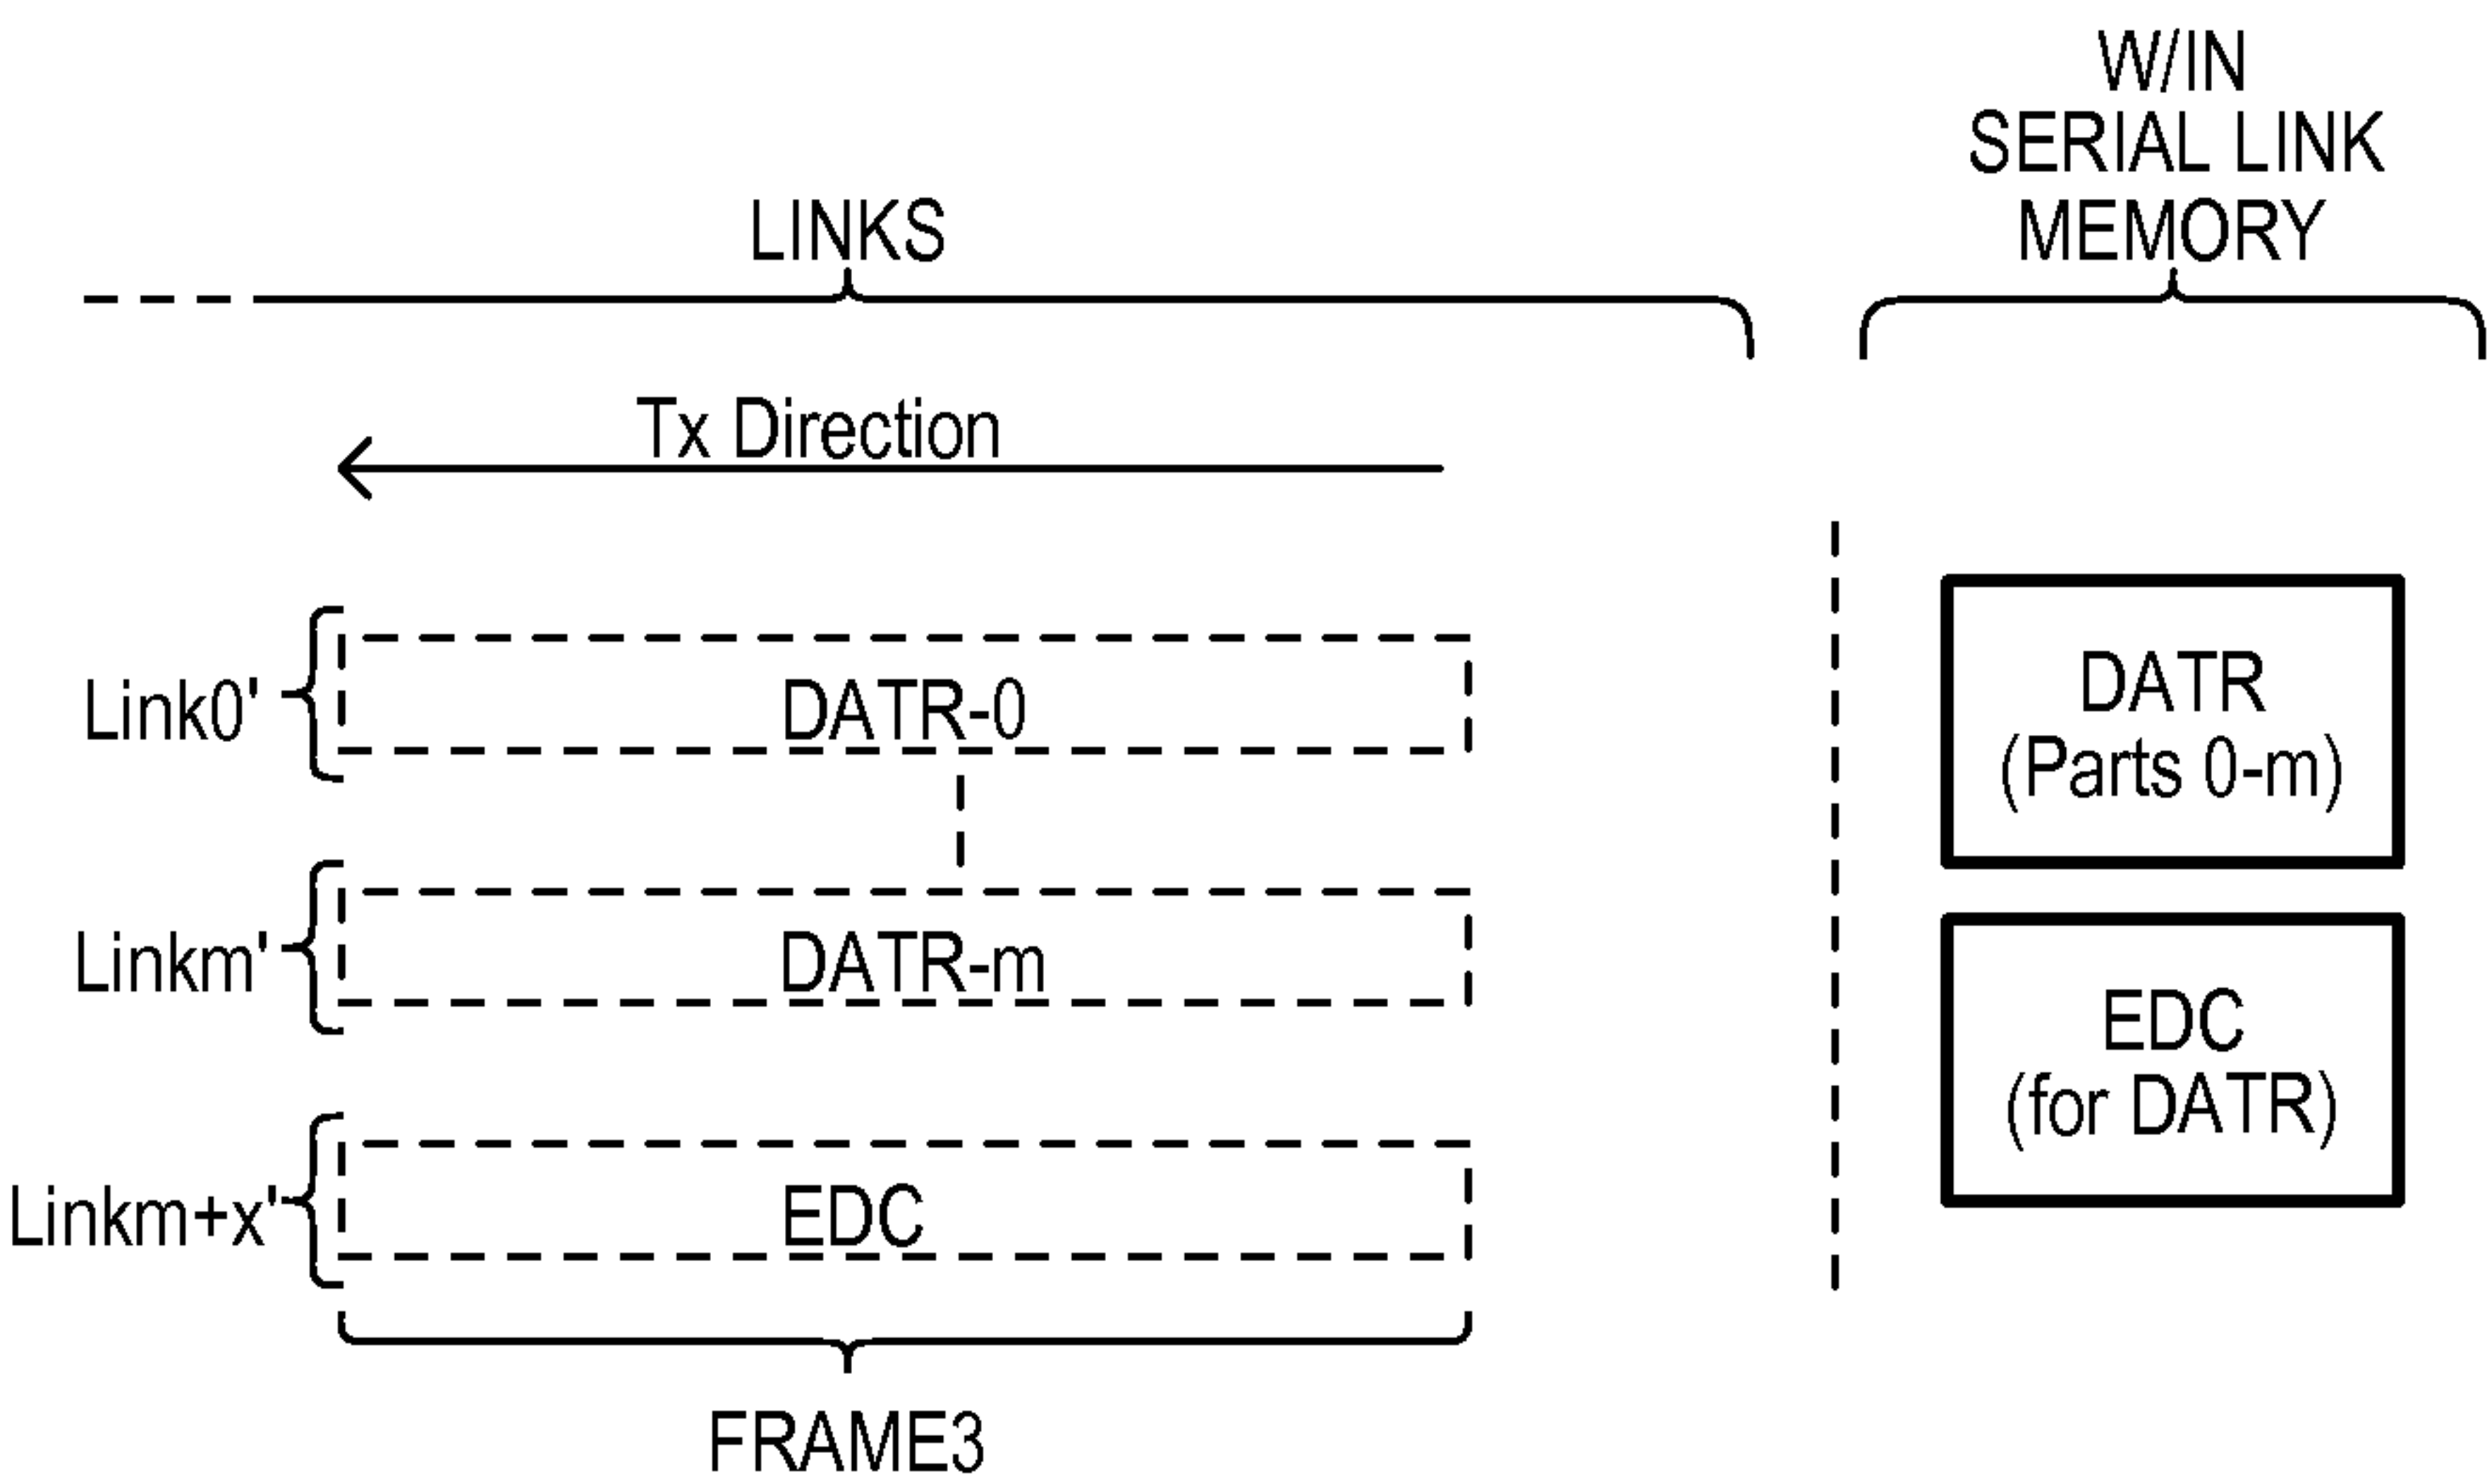 W/IN
SERIAL LINK
MEMORY
LINKS
Tx Direction
Link0'
DATR-0
DATR
(Parts 0-m)
Linkm'
DATR-m
EDC
(for DATR)
Linkm+x'
EDC
FRAME3